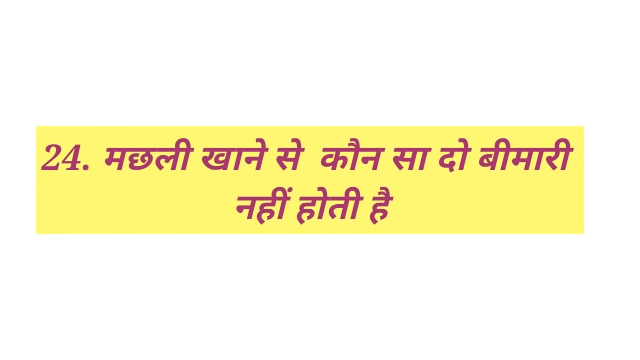 24. मछली खाने से कौन सा दो बीमारी
नहीं होती है